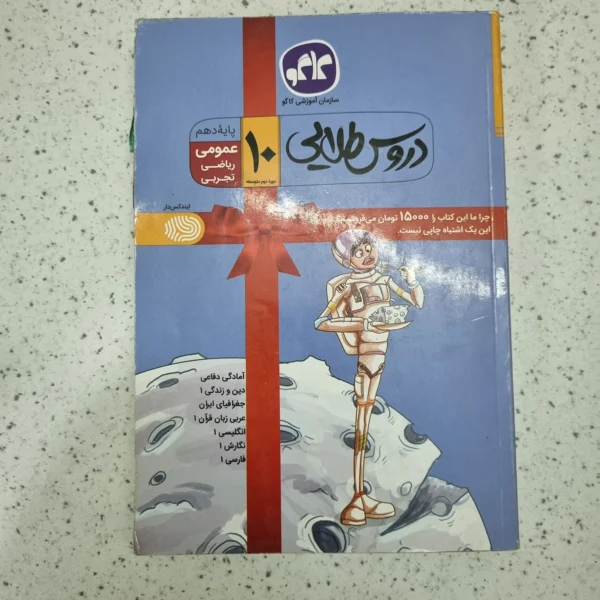 کاگو
سازمان آموزشی کاگو
دروس طلایی
۱۰
دورهٔ دوم متوسطه
پایهٔ دهم
عمومی
ریاضی
تجربی
ایندکس‌دار
چرا ما این کتاب را ۱۵۰۰۰ تومان
این یک اشتباه چاپی نیست.
آمادگی دفاعی
دین و زندگی ۱
جغرافیای ایران
عربی زبان قرآن ۱
انگلیسی ۱
نگارش ۱
فارسی ۱